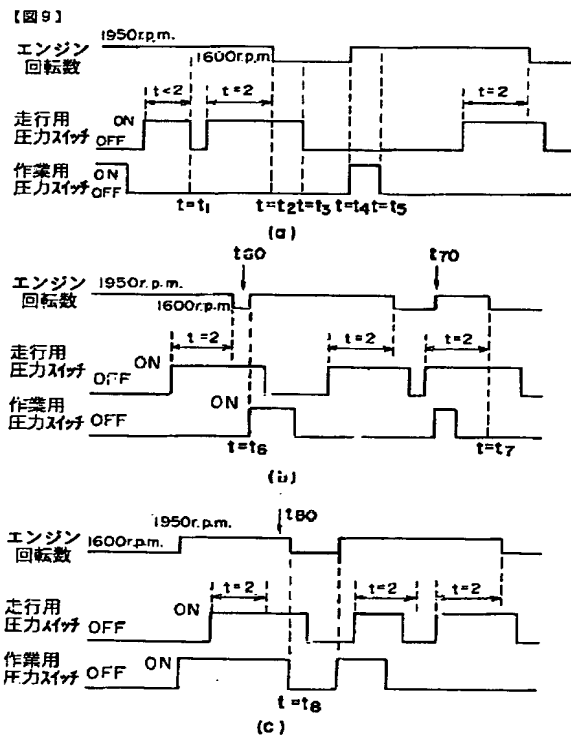 【図9】
エンジン 1950r.p.m.
回転数 1600r.p.m
t<2 t=2 t=2
走行用 ON
圧力スイッチ OFF
作業用 ON
圧力スイッチ OFF
t=t1 t=t2 t=t3 t=t4 t=t5
(a)
t60 t70
エンジン 1950r.p.m.
回転数 1600r.p.m
t=2 t=2 t=2
走行用 ON
圧力スイッチ OFF
作業用 ON
圧力スイッチ OFF
t=t6 t=t7
(b)
1950r.p.m. t80
エンジン 1600r.p.m.
回転数
t=2 t=2 t=2
走行用 ON
圧力スイッチ OFF
作業用 ON
圧力スイッチ OFF
t=t8
(c)